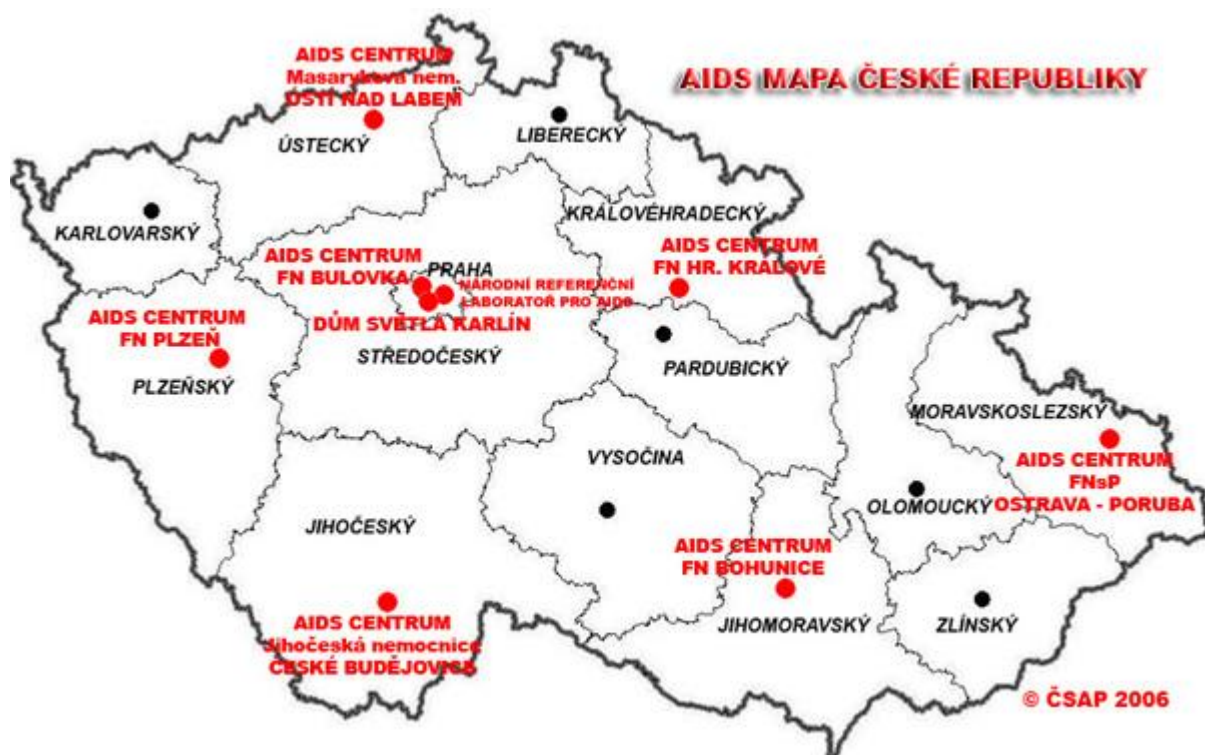 AIDS CENTRUM
Masarykova nem.
ÚSTÍ NAD LABEM
AIDS MAPA ČESKÉ REPUBLIKY
LIBERECKÝ
ÚSTECKÝ
KRÁLOVÉHRADECKÝ
KARLOVARSKÝ
AIDS CENTRUM
FN HR. KRÁLOVÉ
AIDS CENTRUM
FN BULOVKA
PRAHA
NÁRODNÍ REFERENČNÍ
LABORATOŘ PRO AIDS
DŮM SVĚTLA KARLÍN
AIDS CENTRUM
FN PLZEŇ
STŘEDOČESKÝ
PARDUBICKÝ
PLZEŇSKÝ
MORAVSKOSLEZSKÝ
VYSOČINA
AIDS CENTRUM
FNsP
OSTRAVA - PORUBA
OLOMOUCKÝ
JIHOČESKÝ
AIDS CENTRUM
FN BOHUNICE
JIHOMORAVSKÝ
ZLÍNSKÝ
AIDS CENTRUM
Jihočeská nemocnice
ČESKÉ BUDĚJOVICE
© ČSAP 2006